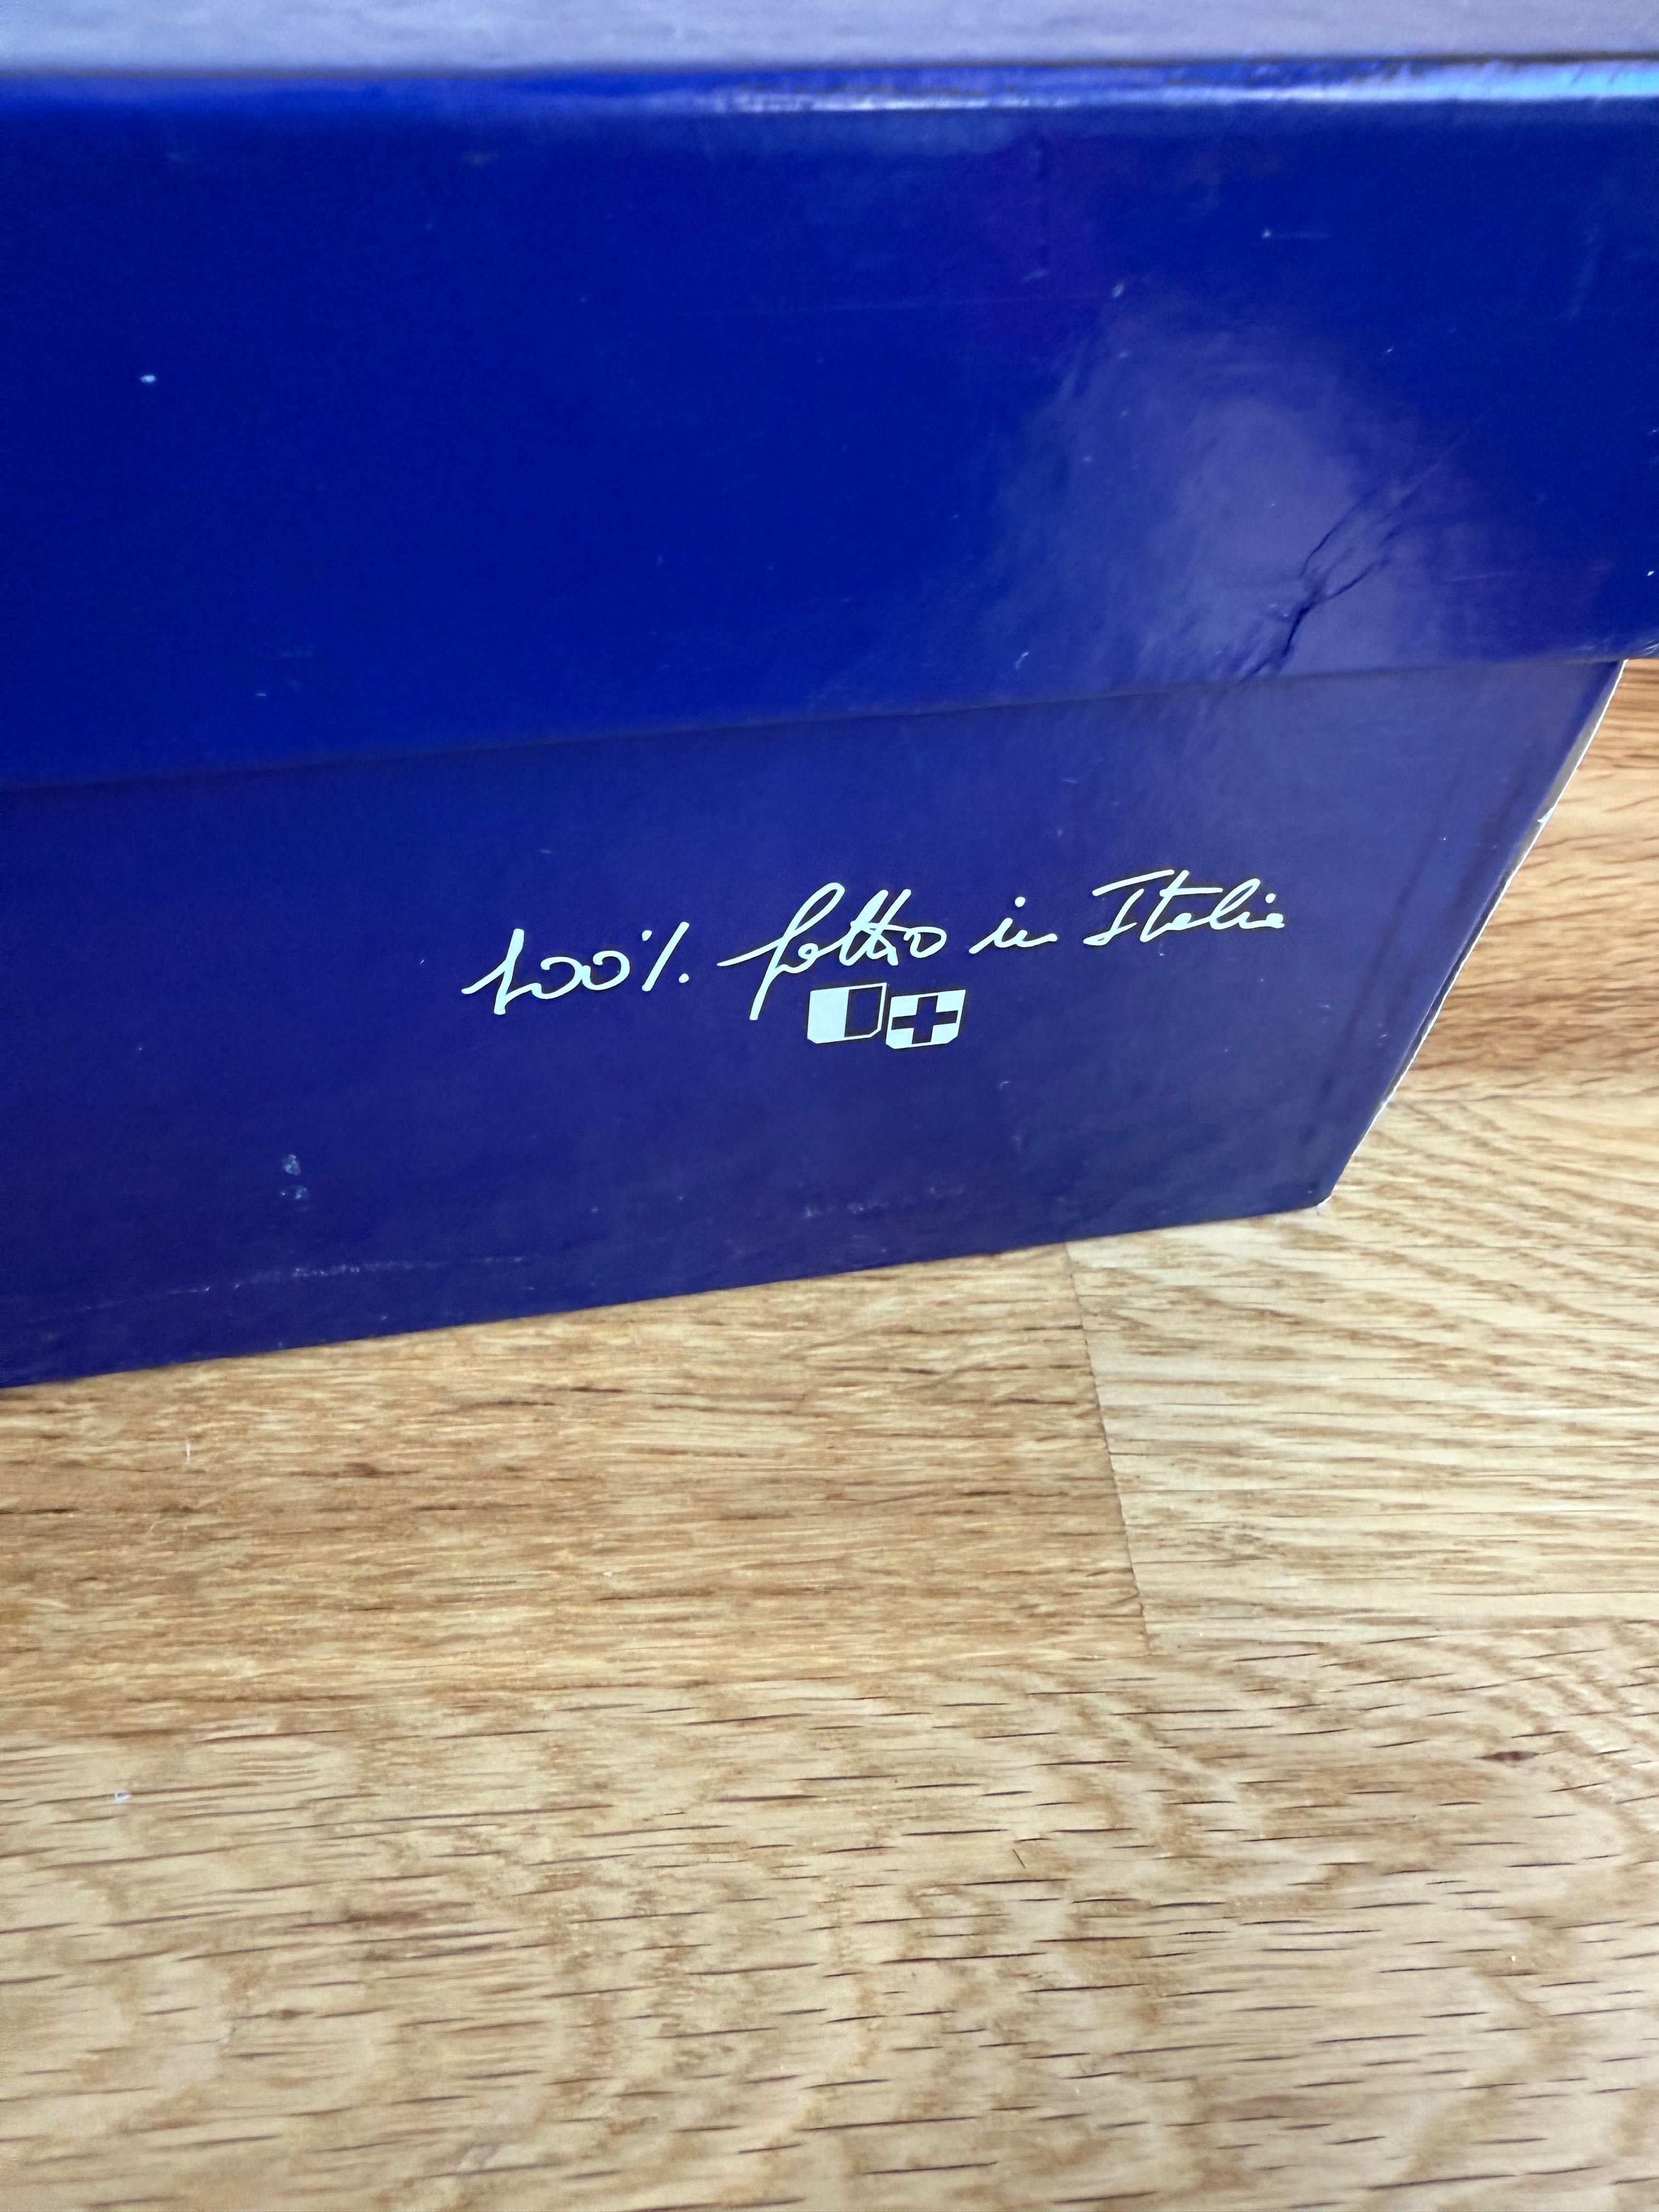 100% fatto in Italia